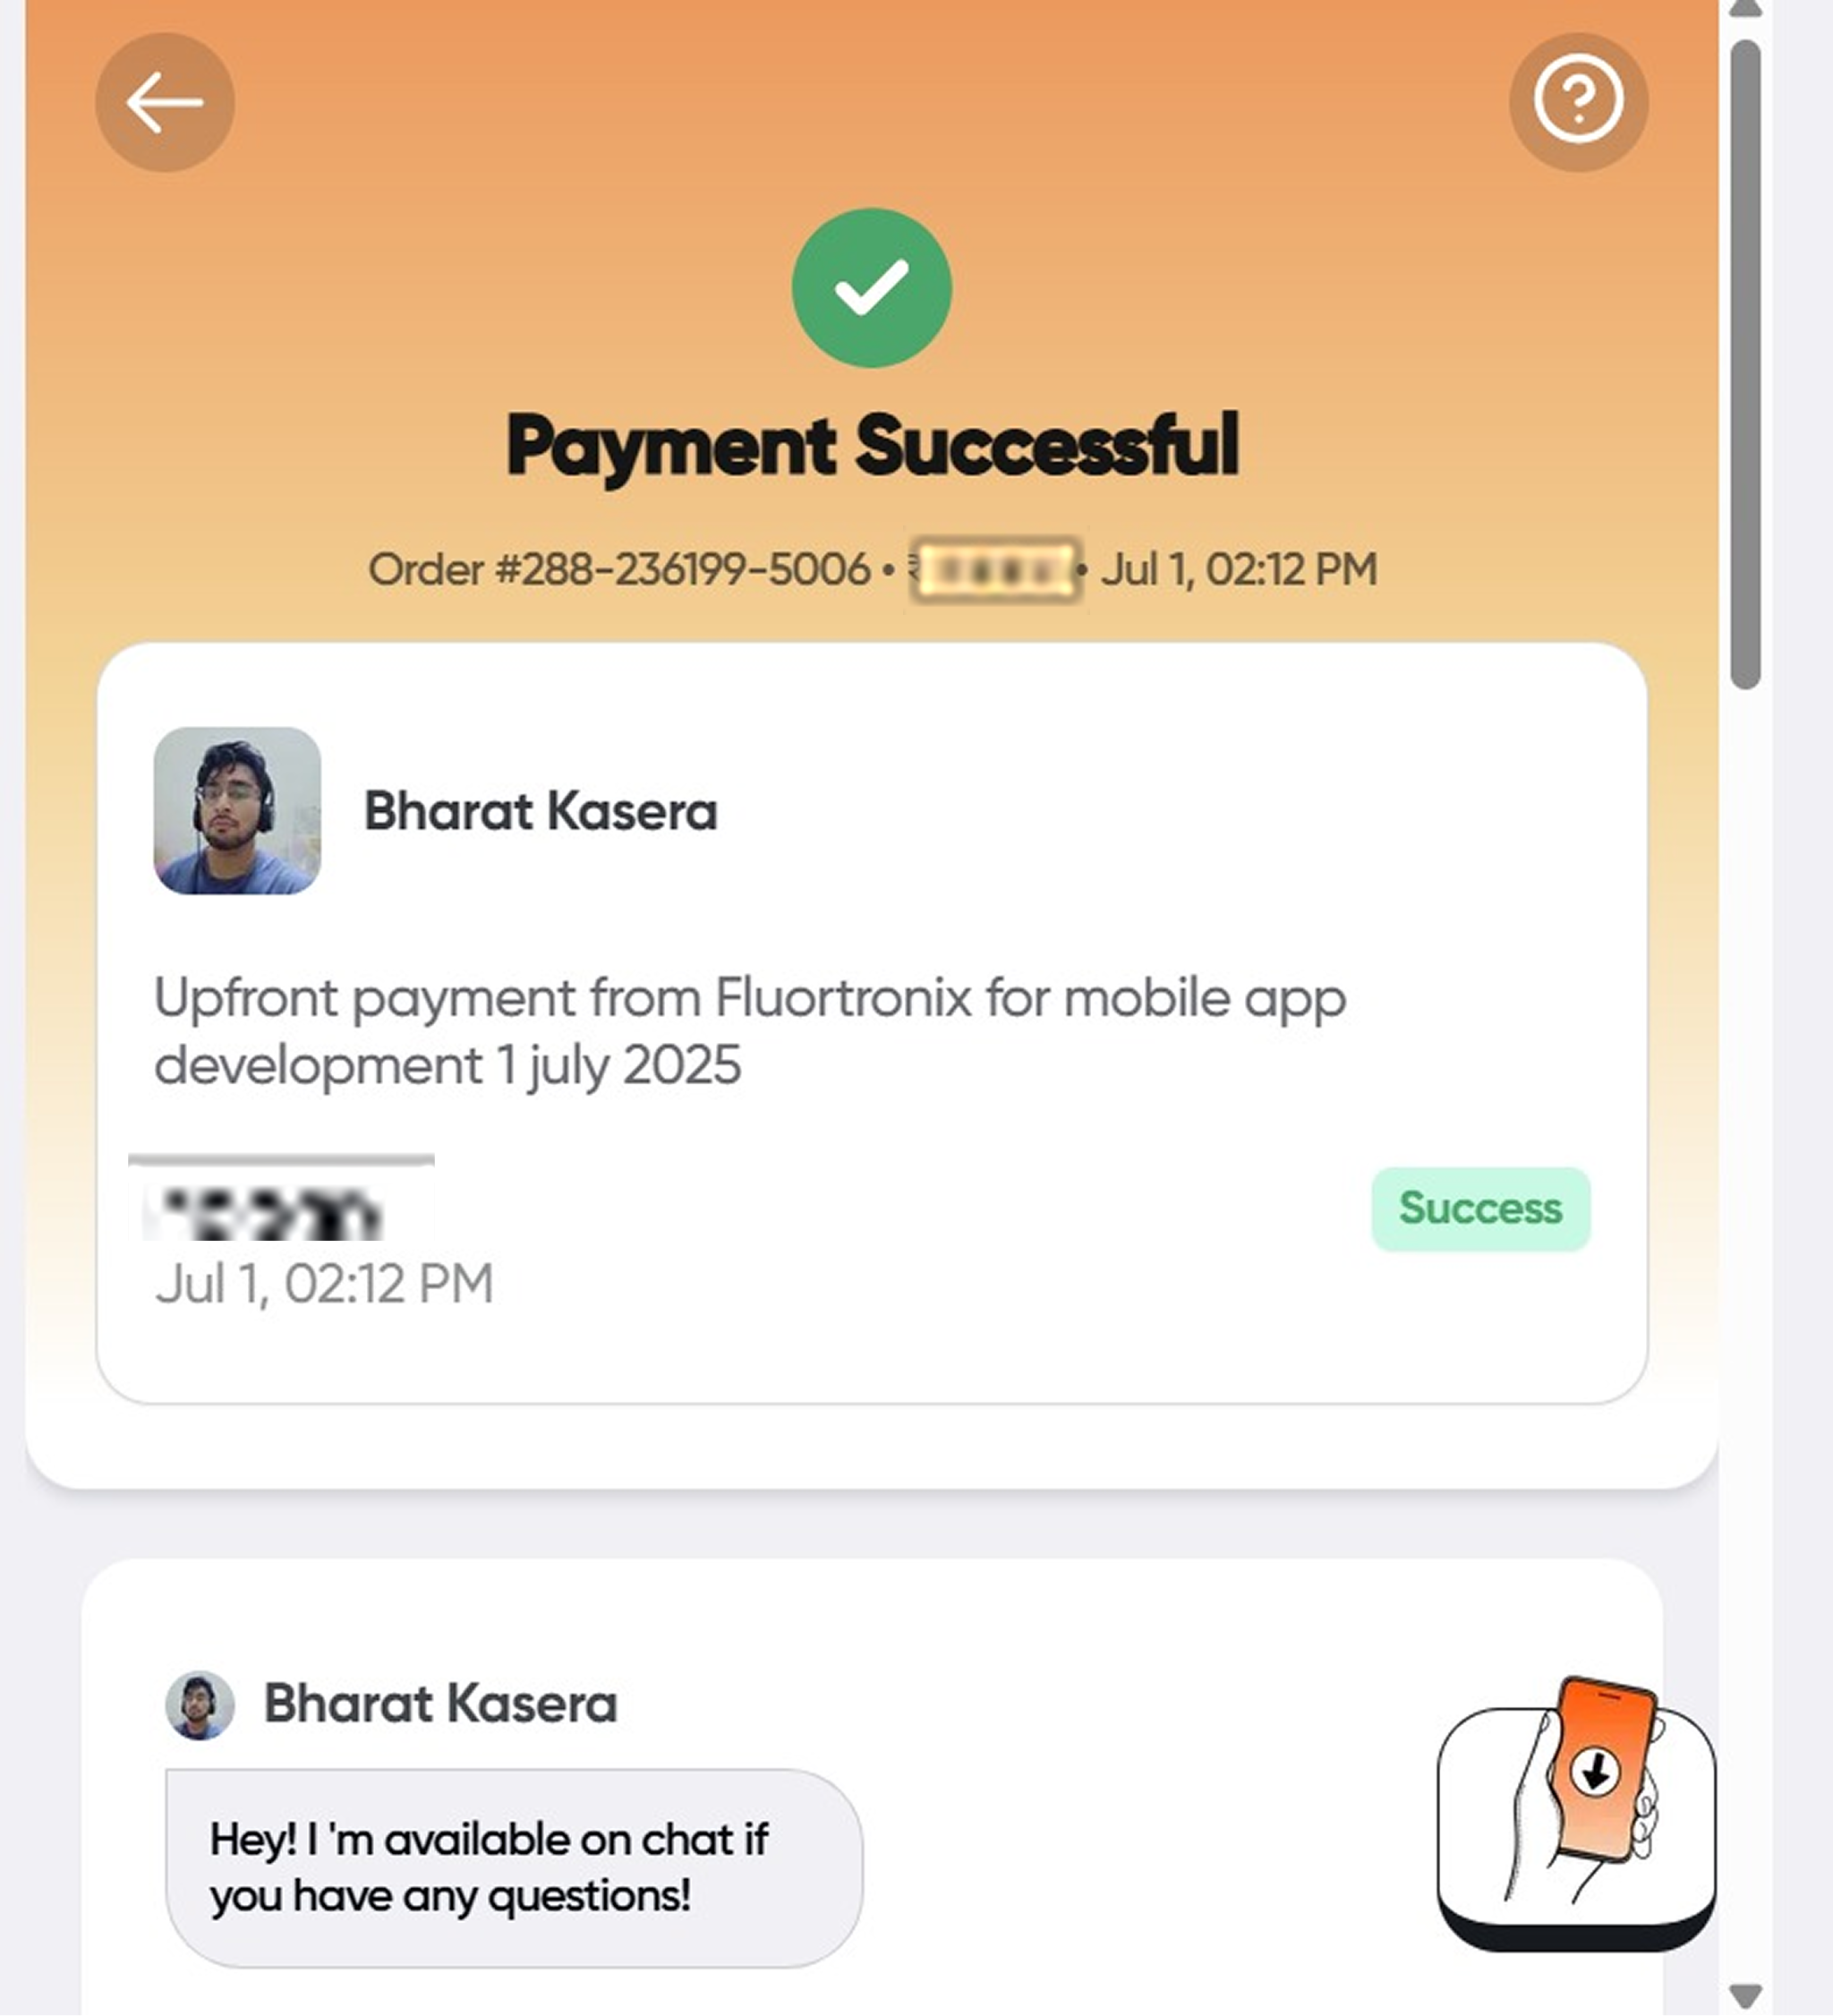 Payment Successful
Order #288-236199-5006 • ₹ • Jul 1, 02:12 PM
Bharat Kasera
Upfront payment from Fluortronix for mobile app
development 1 july 2025
Success
Jul 1, 02:12 PM
Bharat Kasera
Hey! I 'm available on chat if
you have any questions!